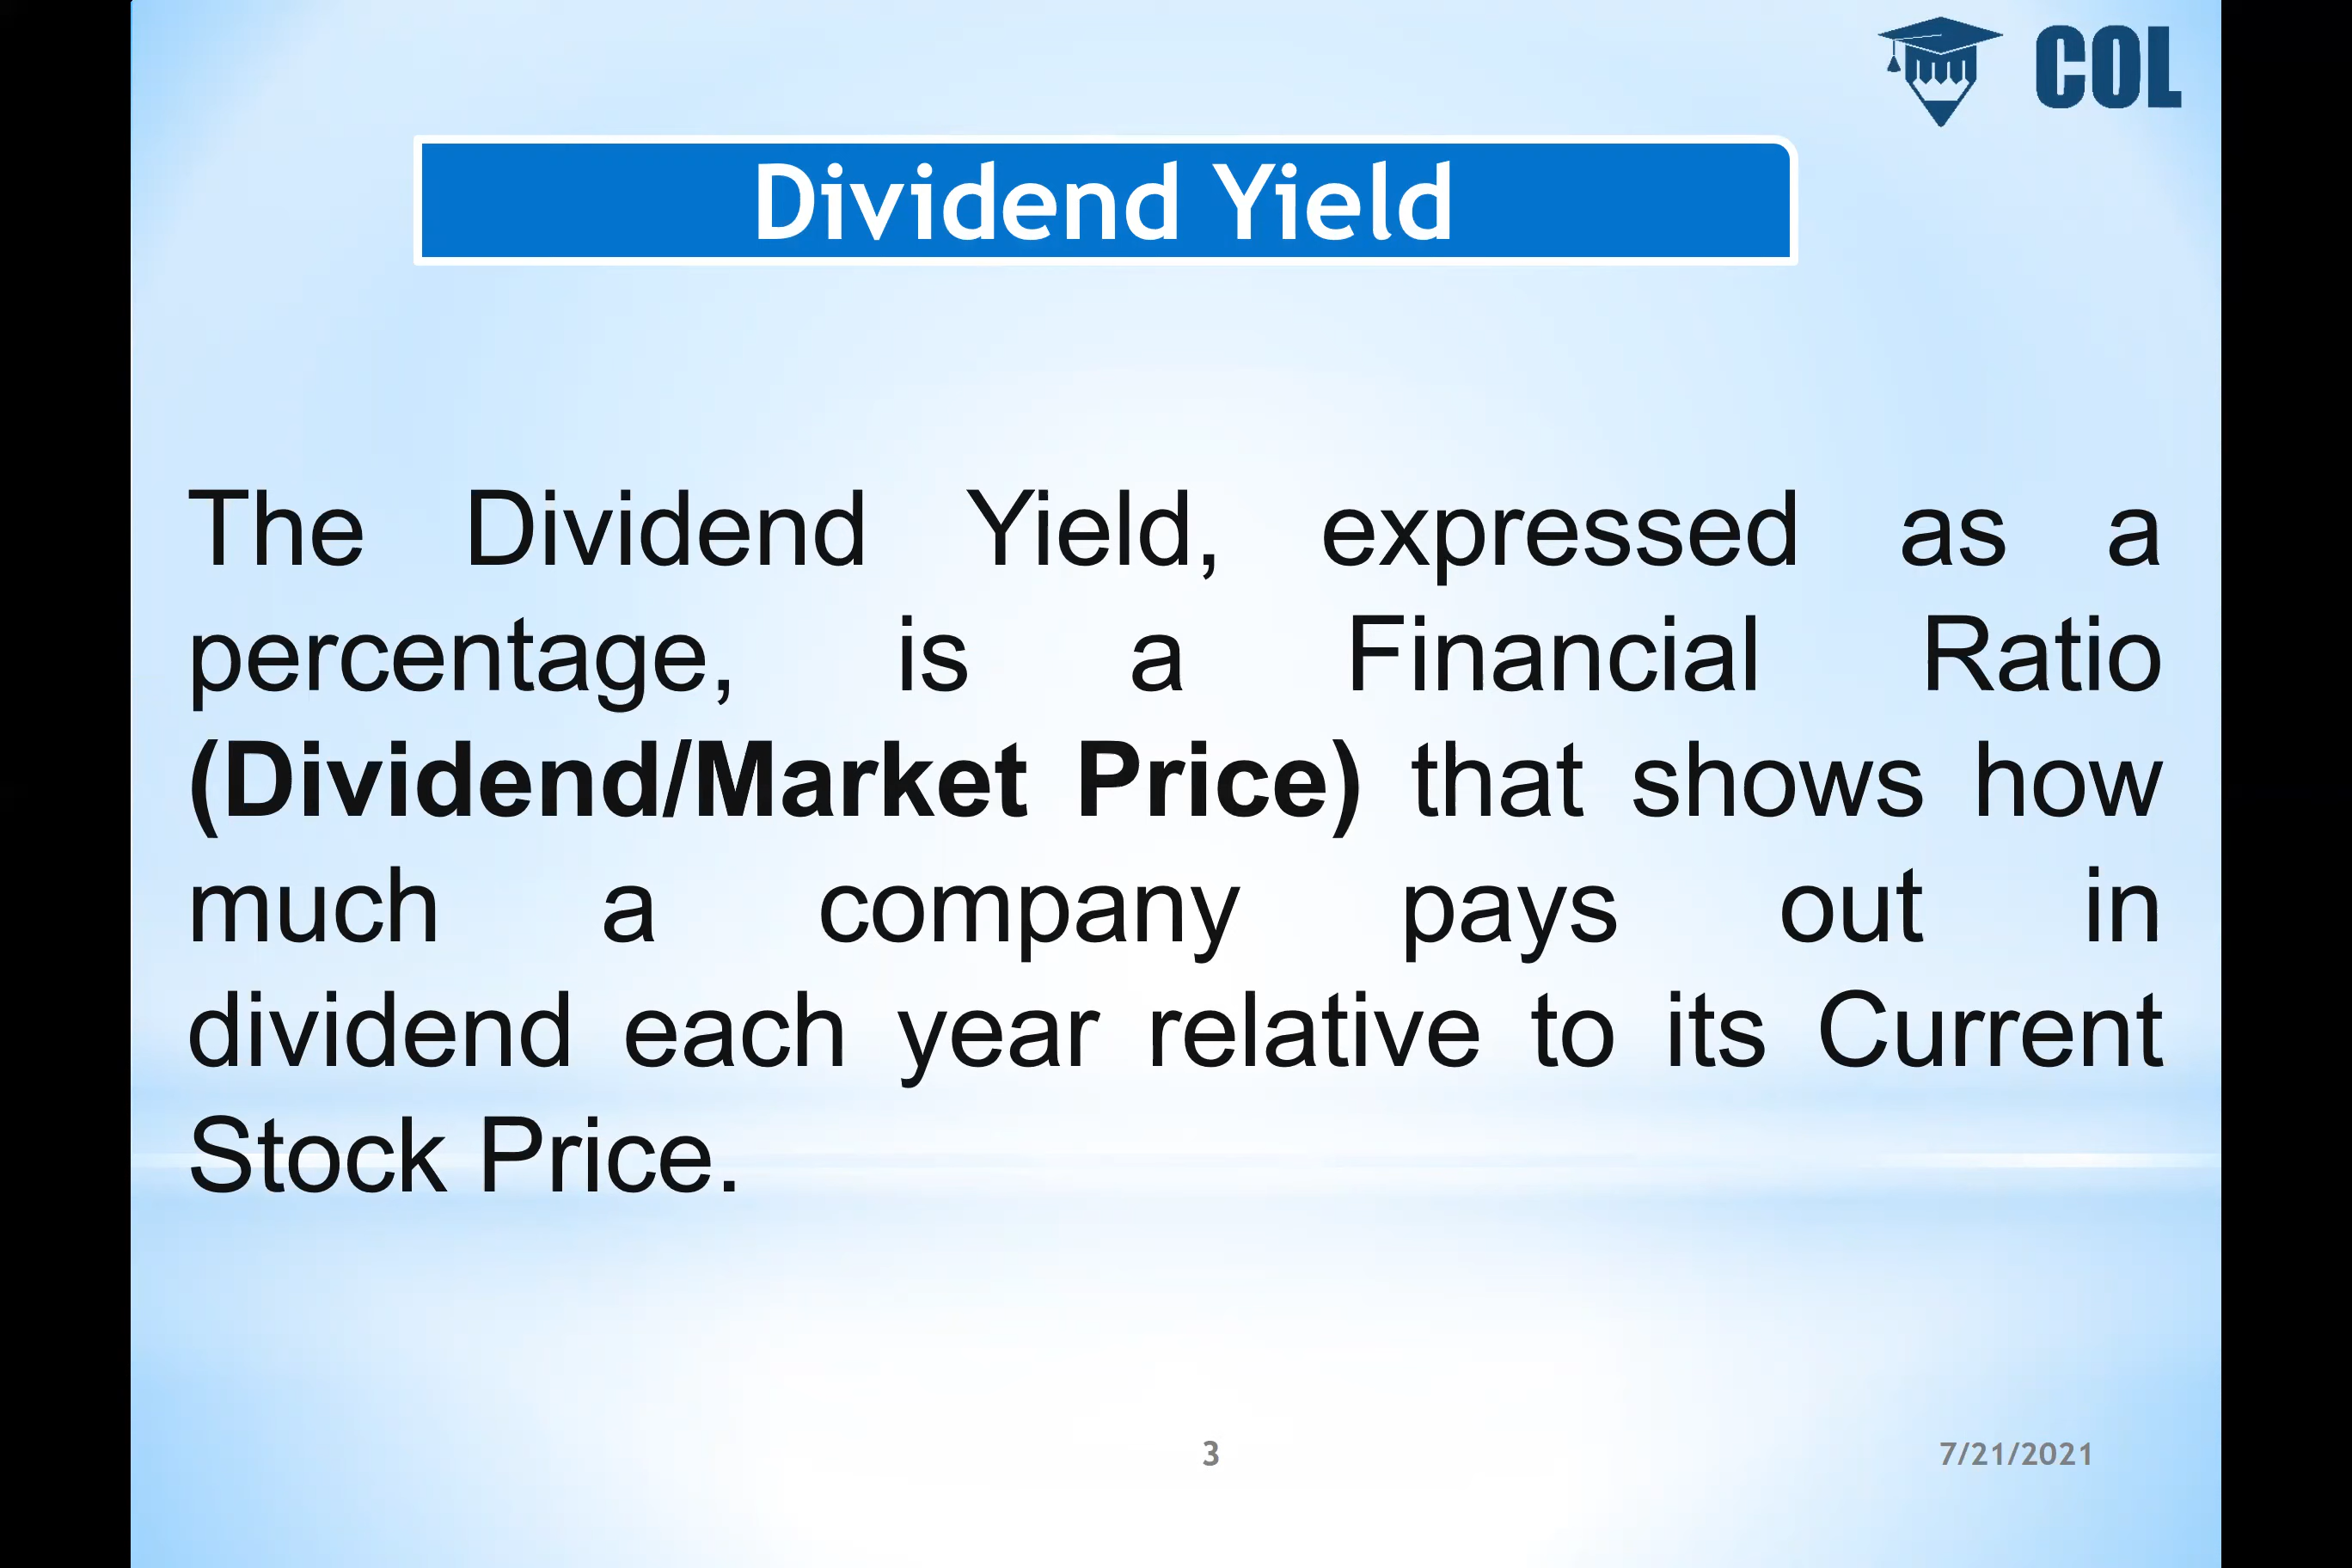 COL
Dividend Yield
The Dividend Yield, expressed as a
percentage, is a Financial Ratio
(Dividend/Market Price) that shows how
much a company pays out in
dividend each year relative to its Current
Stock Price.
3
7/21/2021